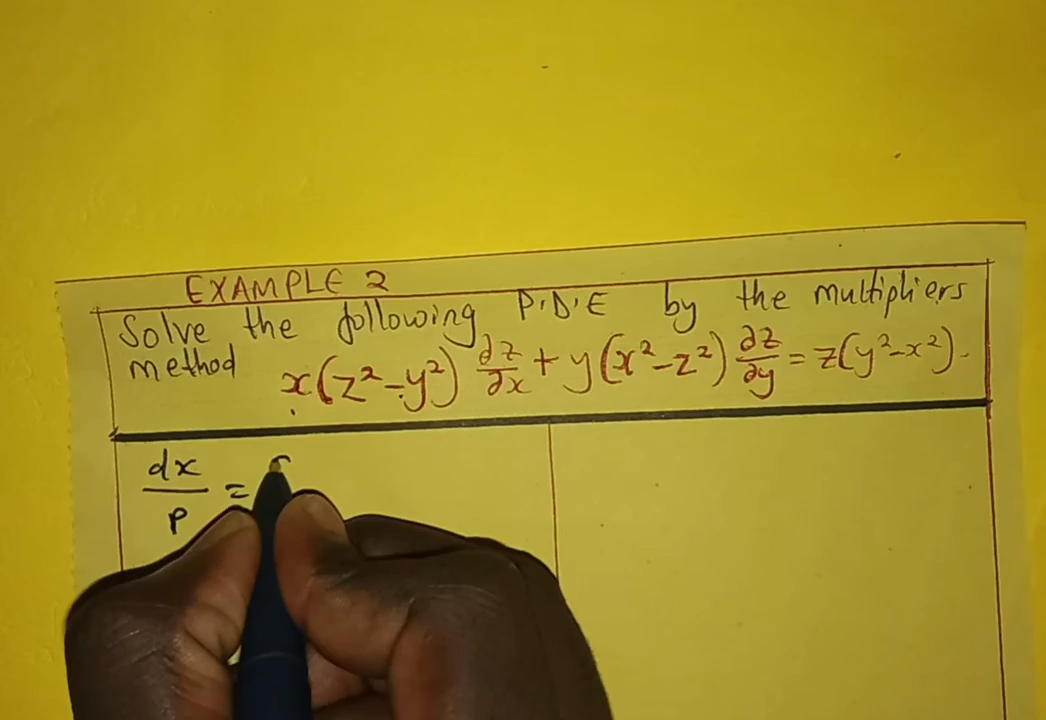 EXAMPLE 2
Solve the following P.D.E by the multipliers
method x(z²-y²) ∂z/∂x + y(x²-z²) ∂z/∂y = z(y²-x²).
dx/P =